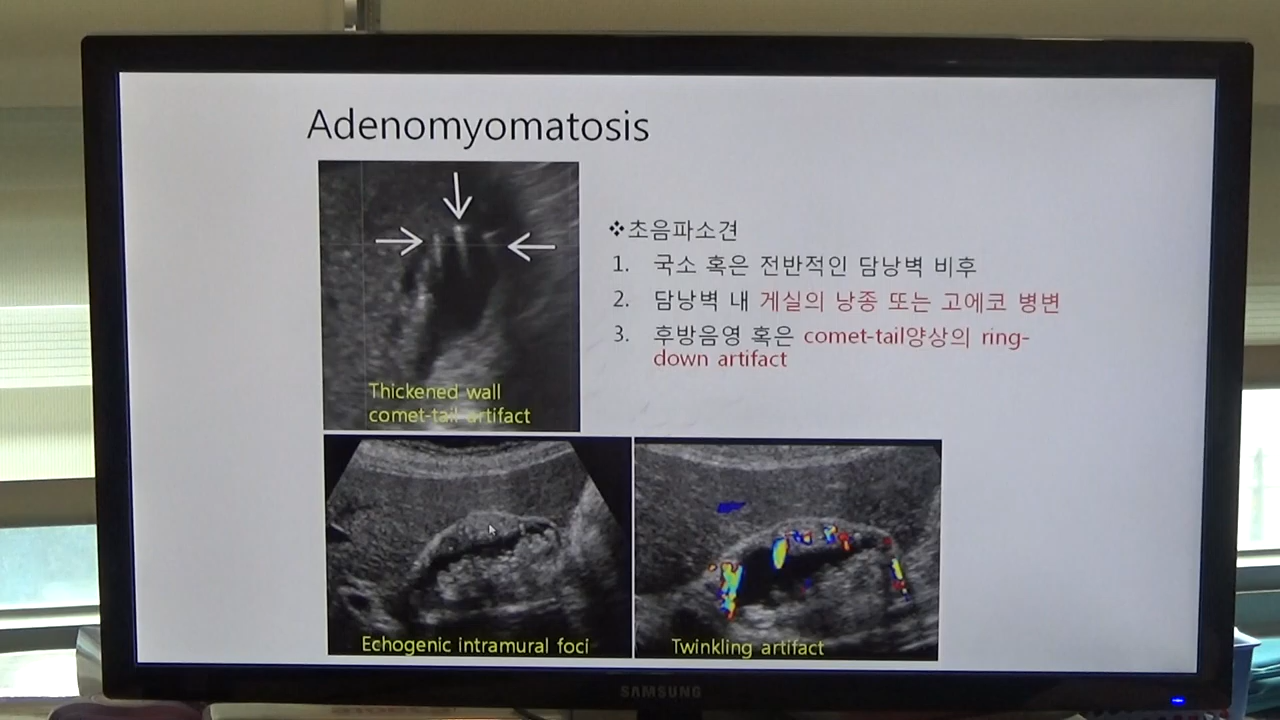 Adenomyomatosis
❖초음파소견
1. 국소 혹은 전반적인 담낭벽 비후
2. 담낭벽 내 게실의 낭종 또는 고에코 병변
3. 후방음영 혹은 comet-tail양상의 ring-
down artifact
Thickened wall
comet-tail artifact
Echogenic intramural foci
Twinkling artifact
SAMSUNG